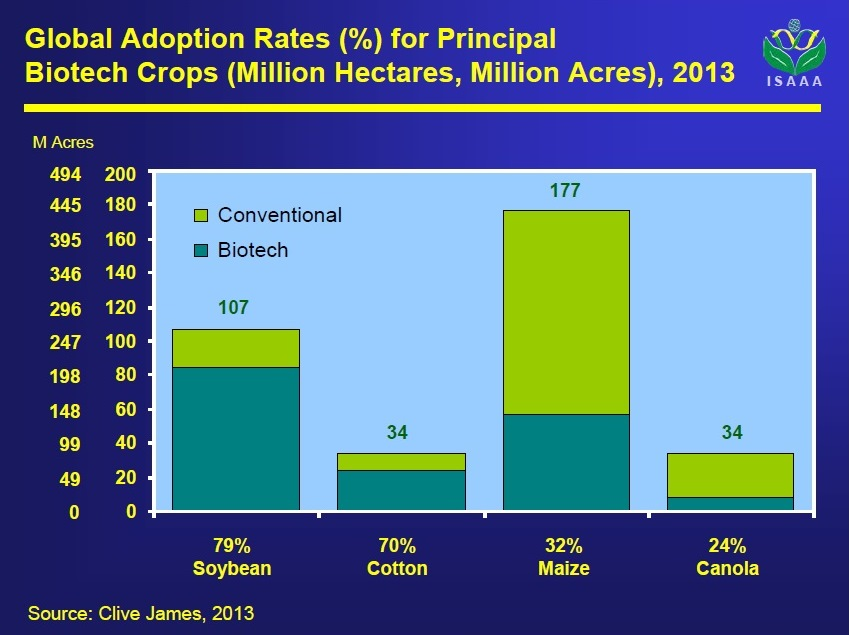 Global Adoption Rates (%) for Principal
Biotech Crops (Million Hectares, Million Acres), 2013
ISAAA
M Acres
494 200
445 180
395 160
346 140
296 120
247 100
198 80
148 60
99 40
49 20
0 0
Conventional
Biotech
107
34
177
34
79% 70% 32% 24%
Soybean Cotton Maize Canola
Source: Clive James, 2013